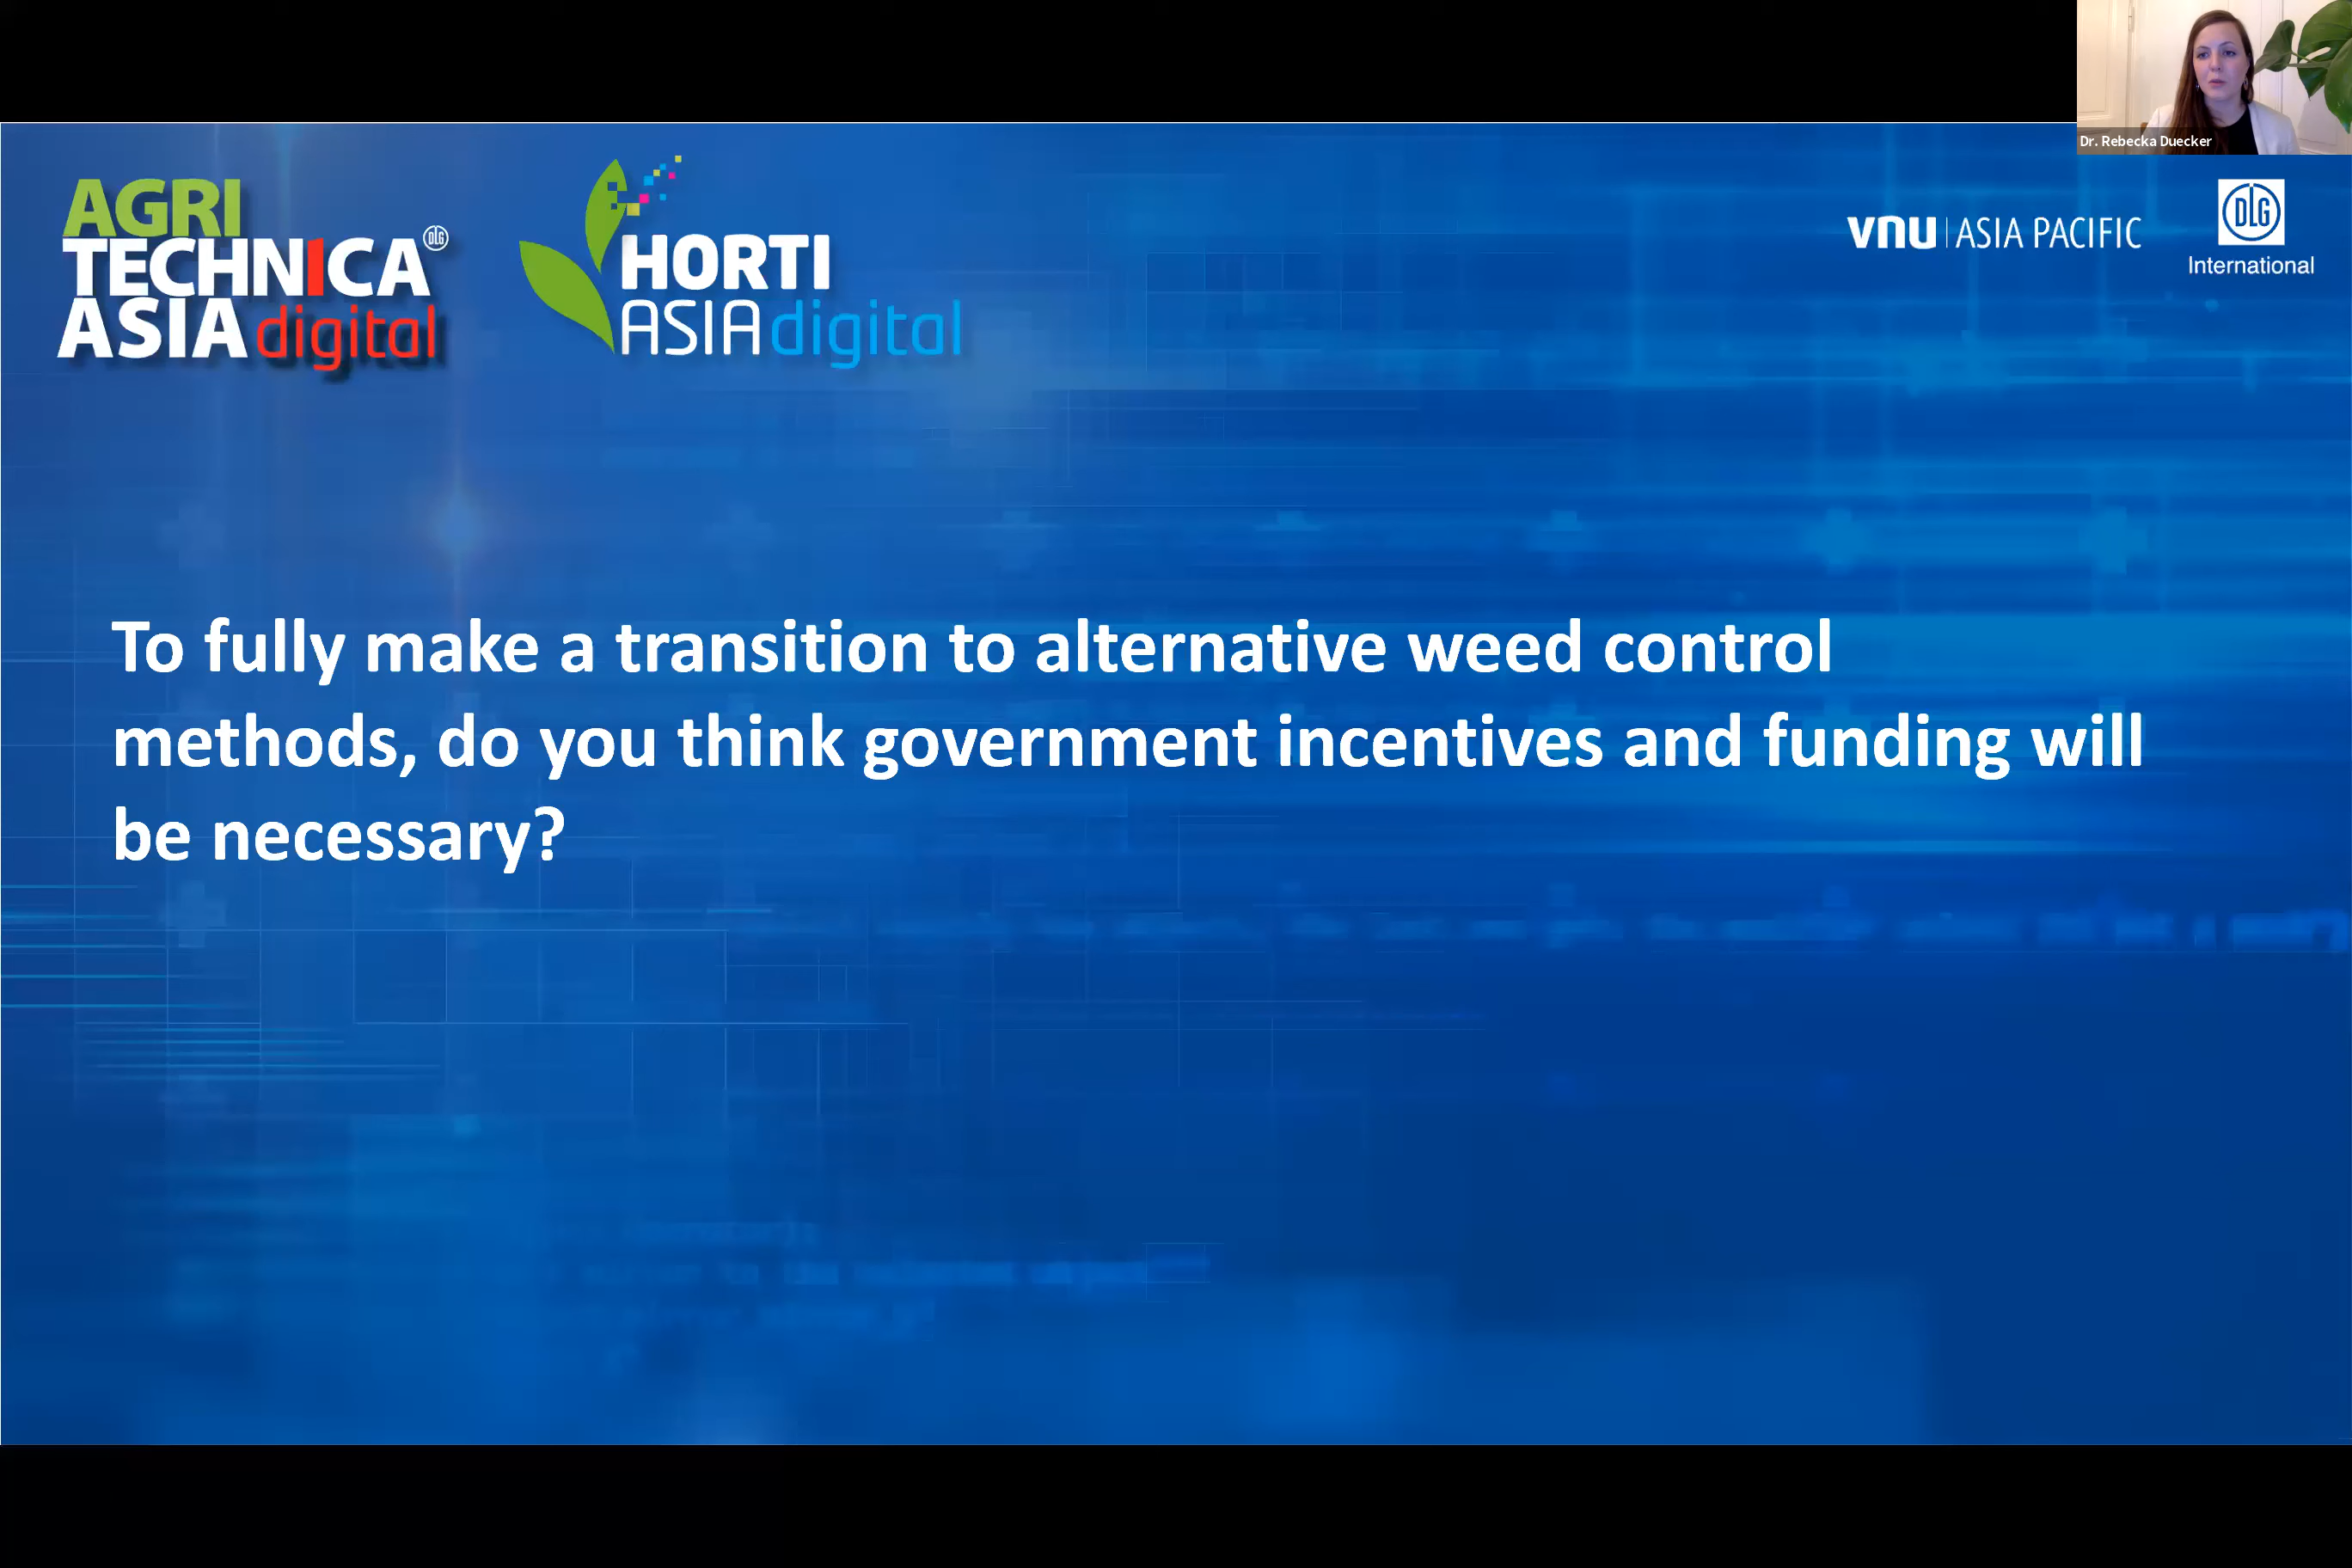 Dr. Rebecka Duecker
AGRI
TECHNICA
DLG
ASIA digital
HORTI
ASIA digital
vnu | ASIA PACIFIC
DLG
International
To fully make a transition to alternative weed control
methods, do you think government incentives and funding will
be necessary?